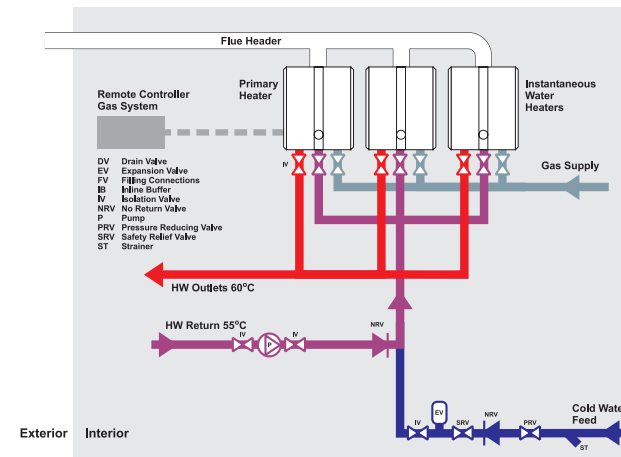 Flue Header
Primary
Heater
Instantaneous
Water
Heaters
Remote Controller
Gas System
DV Drain Valve
EV Expansion Valve
FV Filling Connections
IB Inline Buffer
IV Isolation Valve
NRV No Return Valve
P Pump
PRV Pressure Reducing Valve
SRV Safety Relief Valve
ST Strainer
IV
Gas Supply
HW Outlets 60°C
HW Return 55°C
IV
IV
P
NRV
Cold Wate
Feed
EV
IV
SRV
NRV
PRV
ST
Exterior
Interior